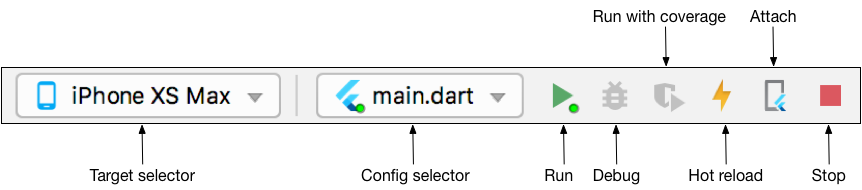 Run with coverage Attach
iPhone XS Max main.dart
Target selector Config selector Run Debug Hot reload Stop